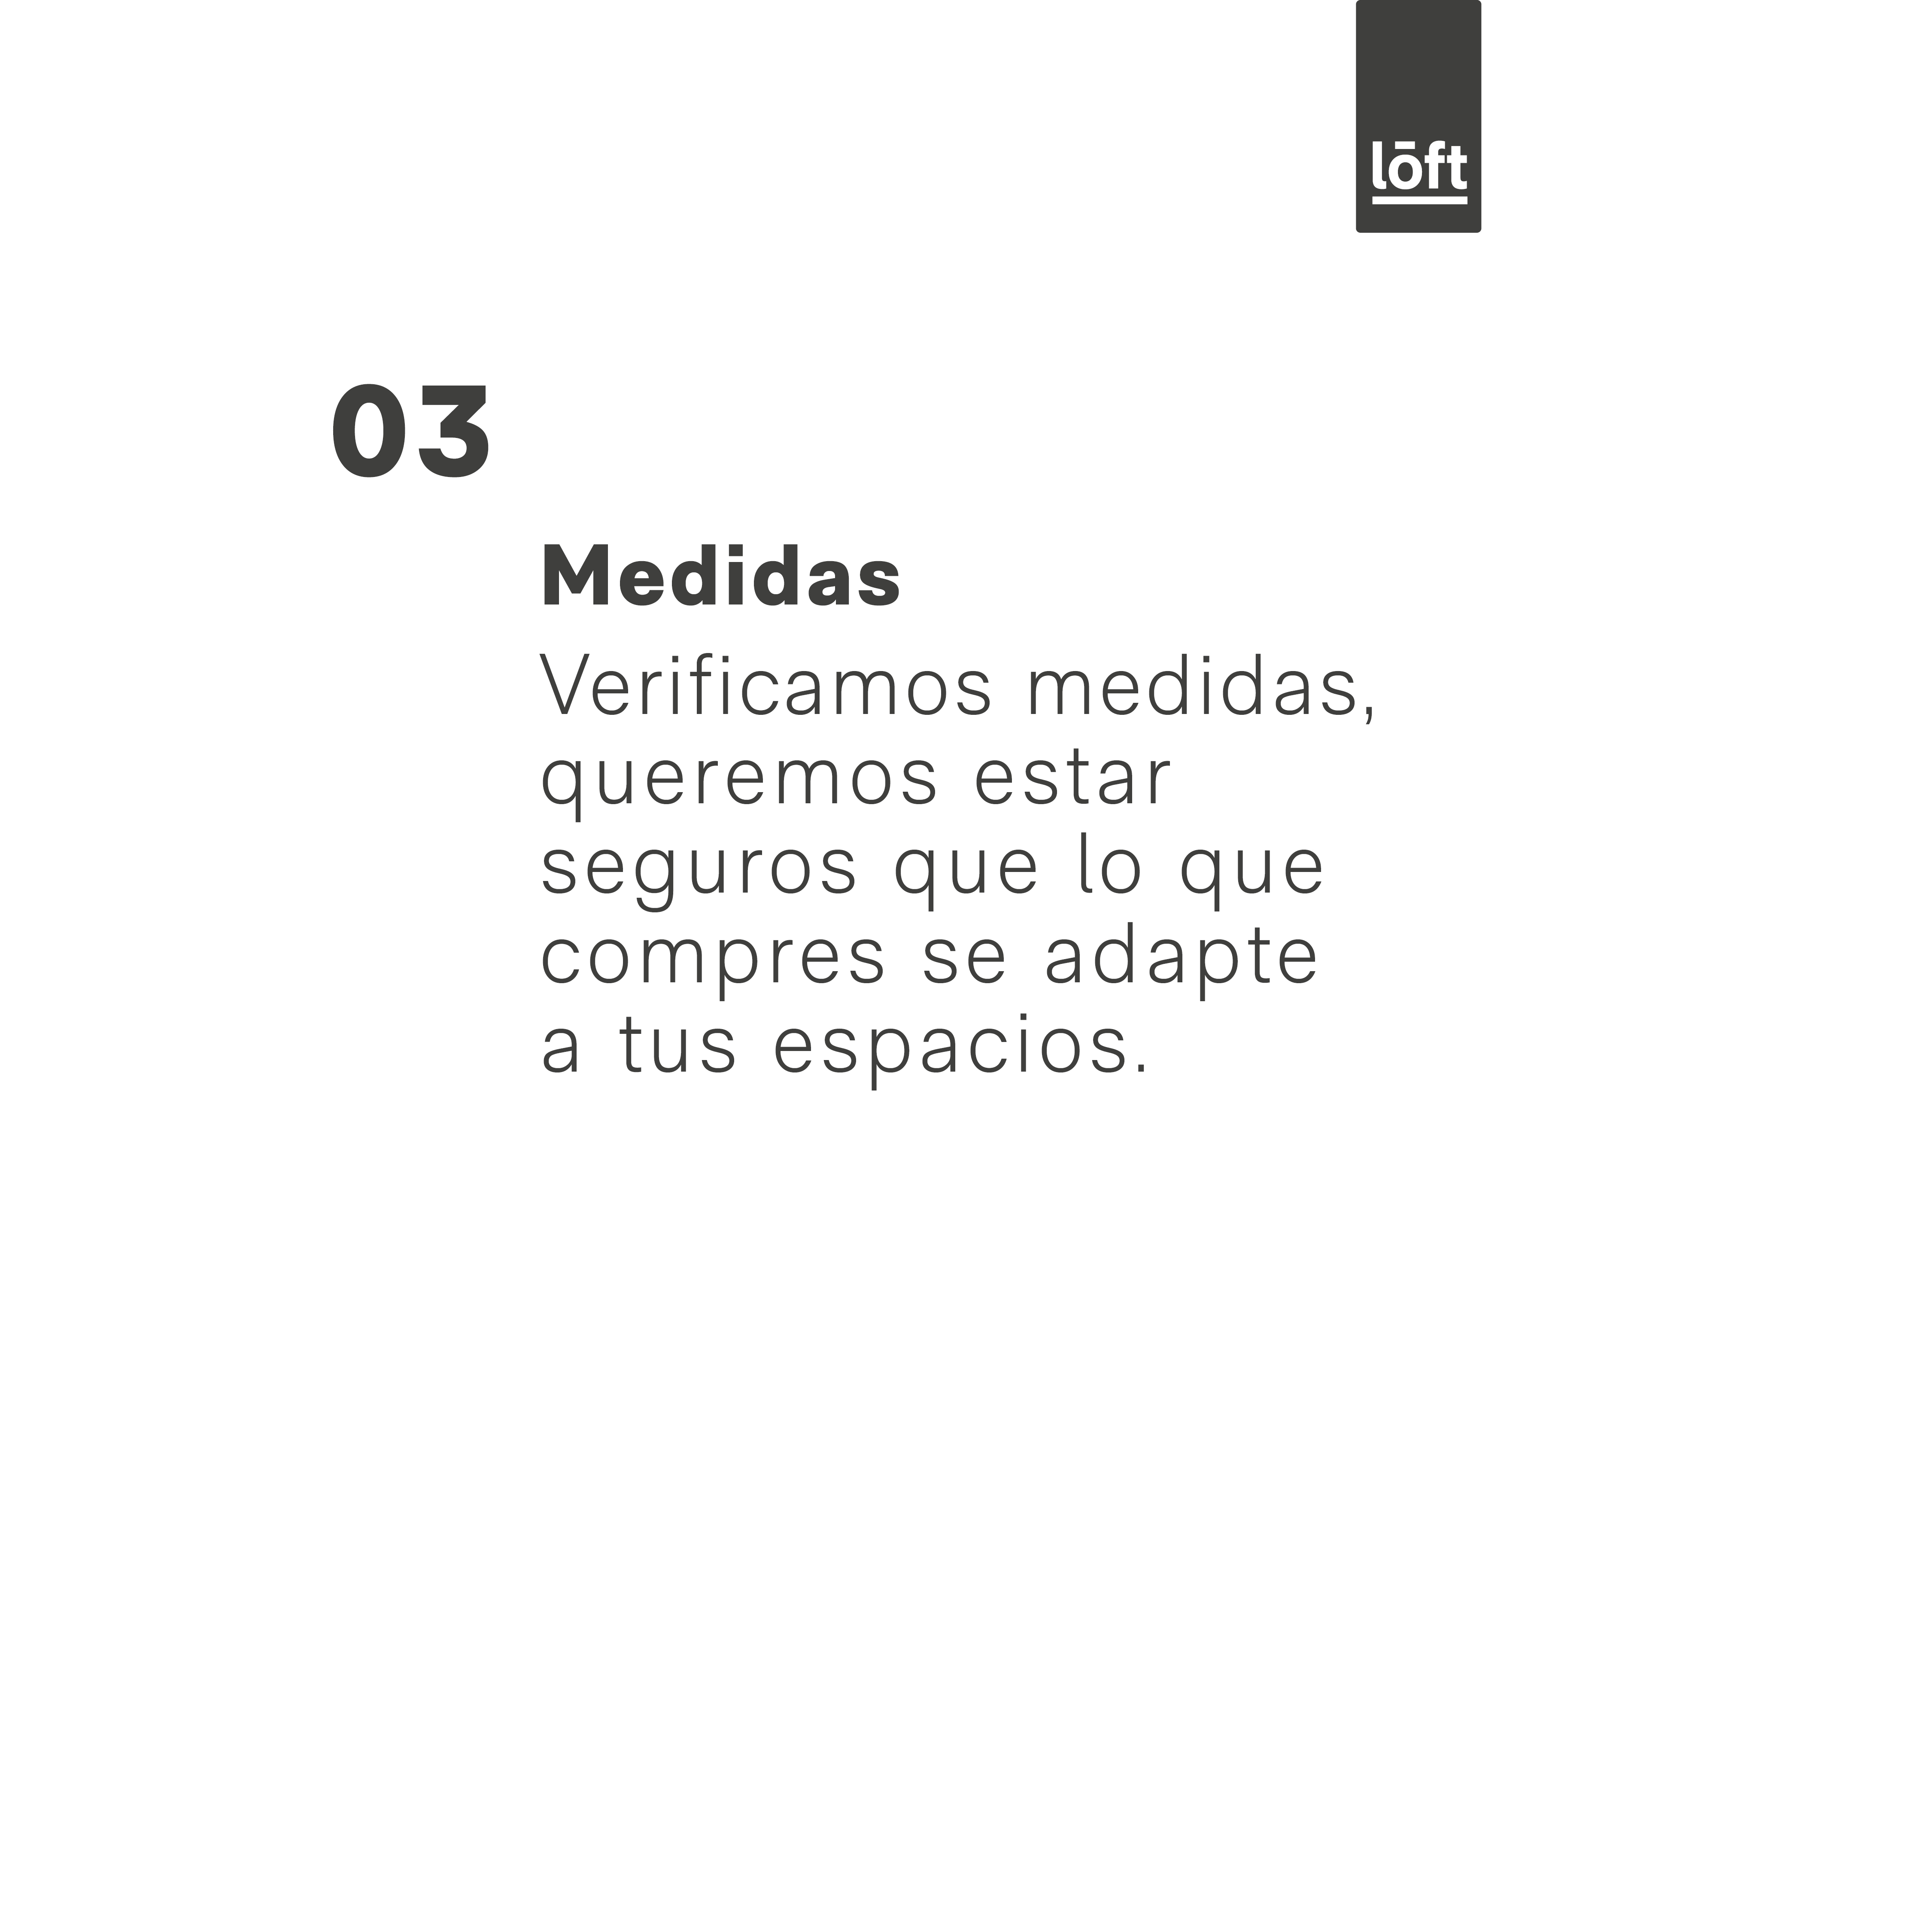 lōft
03
Medidas
Verificamos medidas,
queremos estar
seguros que lo que
compres se adapte
a tus espacios.